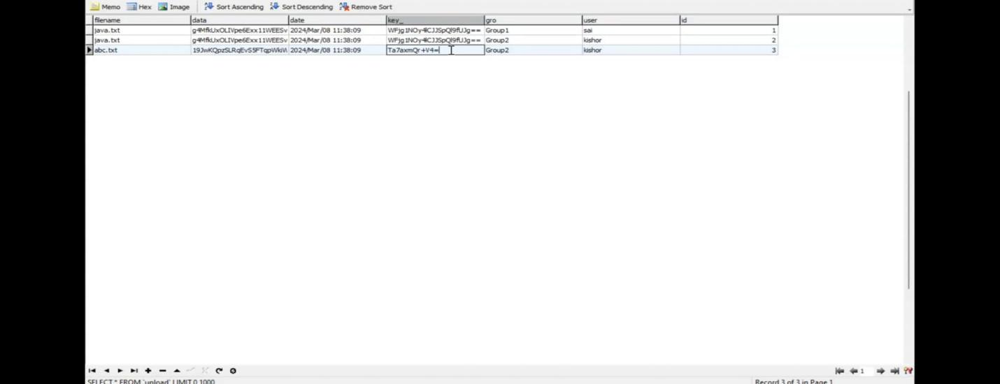 Memo Hex Image Sort Ascending Sort Descending Remove Sort
filename data date key_ gro user id
java.txt g4MfkUxOLIVpe6Exx11WEESv 2024/Mar/08 11:38:09 WFjg1NOy4iCJJSpQl9fUJg== Group1 sai 1
java.txt g4MfkUxOLIVpe6Exx11WEESv 2024/Mar/08 11:38:09 WFjg1NOy4iCJJSpQl9fUJg== Group2 kishor 2
abc.txt 2024/Mar/08 11:38:09 Ta7axmQr+V4= Group2 kishor 3
1
SELECT * FROM `upload` LIMIT 0,1000 Record 3 of 3 in Page 1